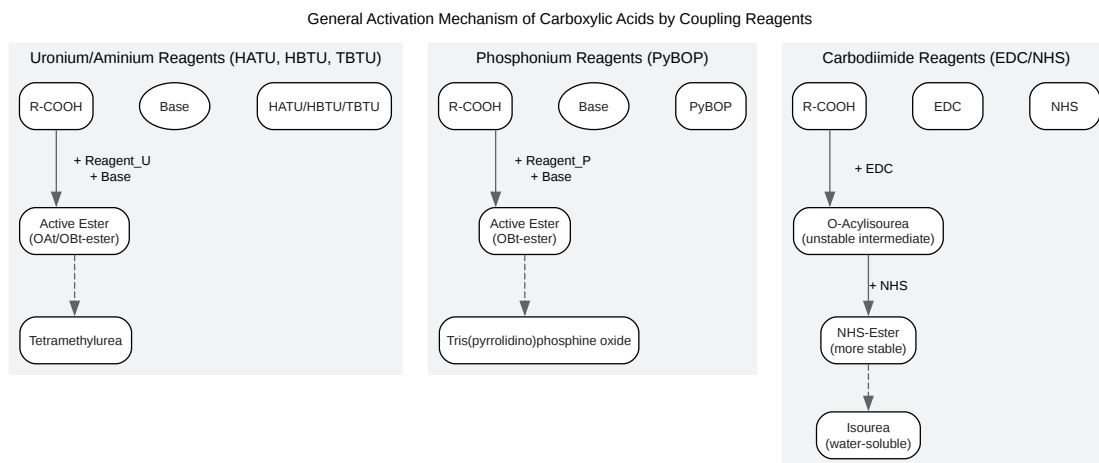 General Activation Mechanism of Carboxylic Acids by Coupling Reagents
Uronium/Aminium Reagents (HATU, HBTU, TBTU)
R-COOH
Base
HATU/HBTU/TBTU
+ Reagent_U
+ Base
Active Ester
(OAt/OBt-ester)
Tetramethylurea
Phosphonium Reagents (PyBOP)
R-COOH
Base
PyBOP
+ Reagent_P
+ Base
Active Ester
(OBt-ester)
Tris(pyrrolidino)phosphine oxide
Carbodiimide Reagents (EDC/NHS)
R-COOH
EDC
NHS
+ EDC
O-Acylisourea
(unstable intermediate)
+ NHS
NHS-Ester
(more stable)
Isourea
(water-soluble)